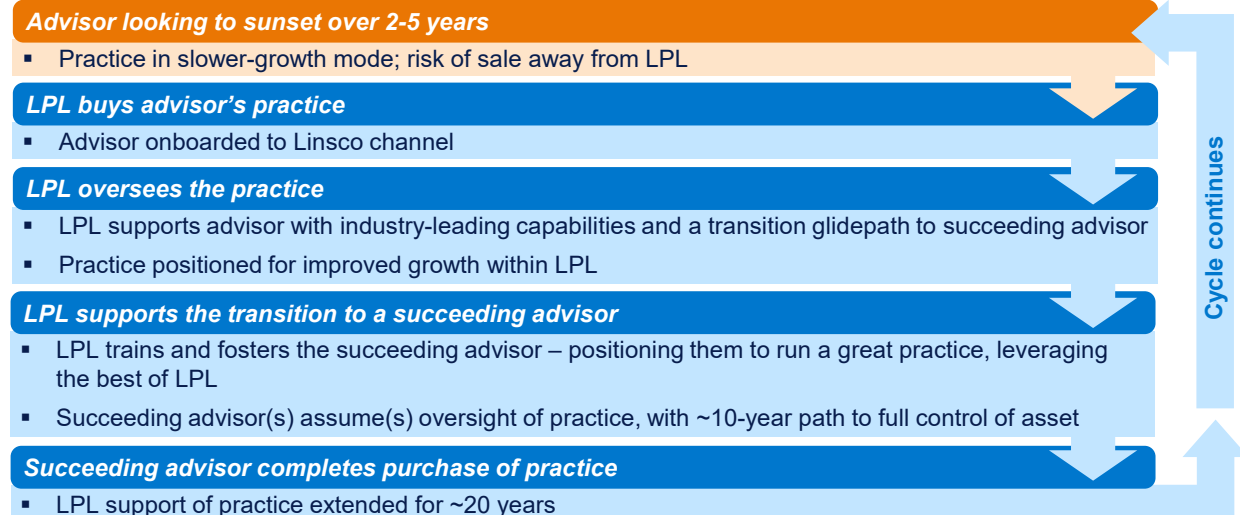 Advisor looking to sunset over 2-5 years
▪ Practice in slower-growth mode; risk of sale away from LPL
LPL buys advisor’s practice
▪ Advisor onboarded to Linsco channel
LPL oversees the practice
▪ LPL supports advisor with industry-leading capabilities and a transition glidepath to succeeding advisor
▪ Practice positioned for improved growth within LPL
LPL supports the transition to a succeeding advisor
▪ LPL trains and fosters the succeeding advisor – positioning them to run a great practice, leveraging
the best of LPL
▪ Succeeding advisor(s) assume(s) oversight of practice, with ~10-year path to full control of asset
Succeeding advisor completes purchase of practice
▪ LPL support of practice extended for ~20 years
Cycle continues